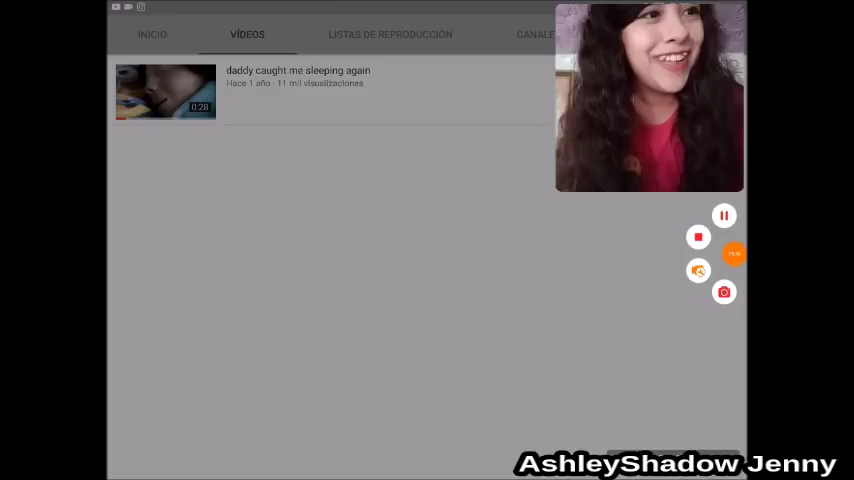 INICIO
VÍDEOS
LISTAS DE REPRODUCCIÓN
CANALE
daddy caught me sleeping again
Hace 1 año · 11 mil visualizaciones
0:28
AshleyShadow Jenny